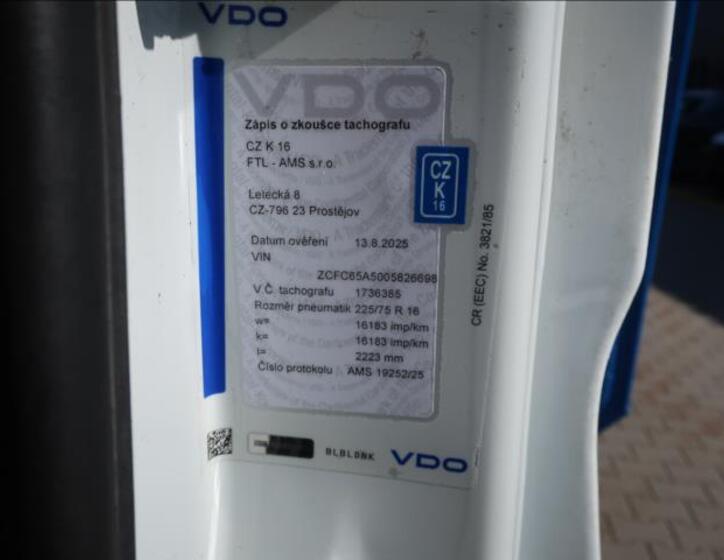 VDO
VDO
Zápis o zkoušce tachografu
CZ K 16
FTL - AMS s.r.o.
Letecká 8
CZ-796 23 Prostějov
CZ
K
16
Datum ověření 13.8.2025
VIN
ZCFC65A5005826698
V.Č. tachografu 1736385
Rozměr pneumatik 225/75 R 16
w= 16183 imp/km
k= 16183 imp/km
l= 2223 mm
Číslo protokolu AMS 19252/25
CR (EEC) No. 3821/85
VDO